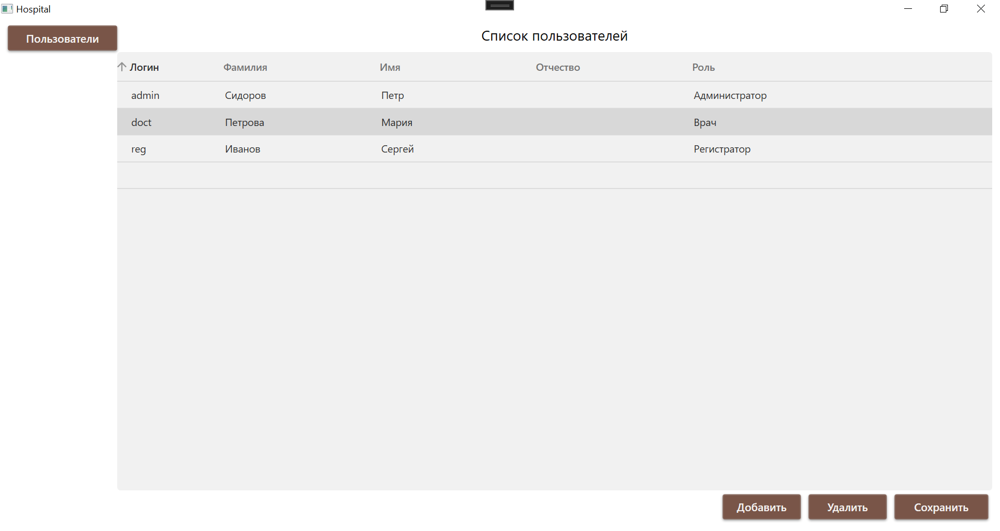 Hospital
Пользователи
Список пользователей
Логин Фамилия Имя Отчество Роль
admin Сидоров Петр Администратор
doct Петрова Мария Врач
reg Иванов Сергей Регистратор
Добавить Удалить Сохранить